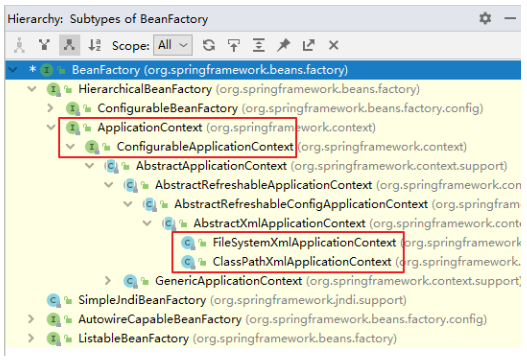 Hierarchy: Subtypes of BeanFactory
Scope: All
* BeanFactory (org.springframework.beans.factory)
HierarchicalBeanFactory (org.springframework.beans.factory)
ConfigurableBeanFactory (org.springframework.beans.factory.config)
ApplicationContext (org.springframework.context)
ConfigurableApplicationContext (org.springframework.context)
AbstractApplicationContext (org.springframework.context.support)
AbstractRefreshableApplicationContext (org.springframework.con
AbstractRefreshableConfigApplicationContext (org.springfram
AbstractXmlApplicationContext (org.springframework.conte
FileSystemXmlApplicationContext (org.springframework
ClassPathXmlApplicationContext (org.springframework.
GenericApplicationContext (org.springframework.context.support)
SimpleJndiBeanFactory (org.springframework.jndi.support)
AutowireCapableBeanFactory (org.springframework.beans.factory.config)
ListableBeanFactory (org.springframework.beans.factory)